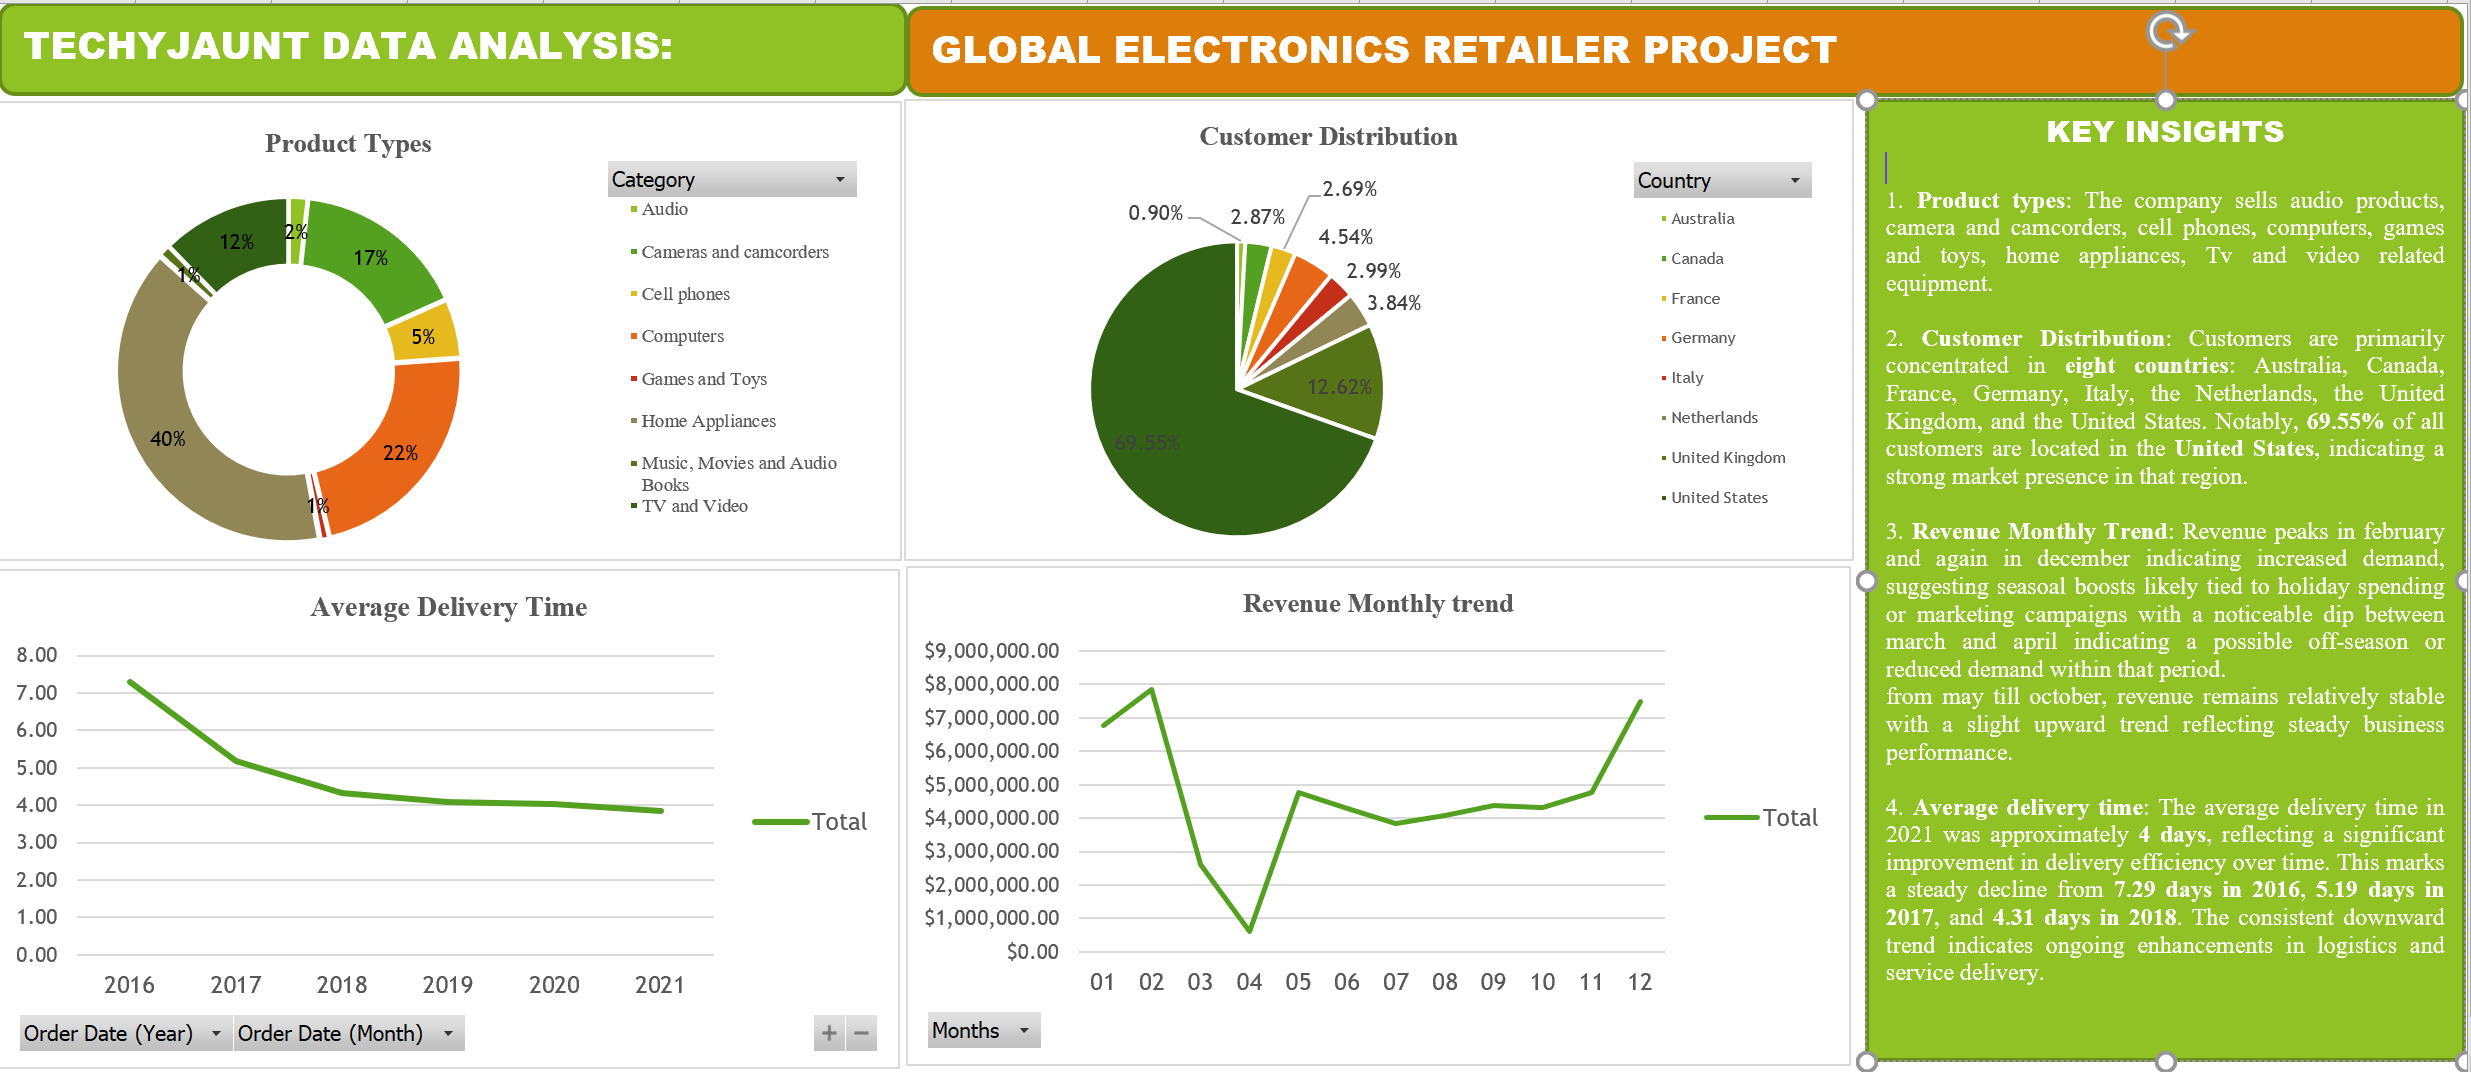 TECHYJAUNT DATA ANALYSIS:
GLOBAL ELECTRONICS RETAILER PROJECT
Product Types
Category
Audio
Cameras and camcorders
Cell phones
Computers
Games and Toys
Home Appliances
Music, Movies and Audio
Books
TV and Video
2%
17%
5%
22%
1%
40%
1%
12%
Customer Distribution
Country
Australia
Canada
France
Germany
Italy
Netherlands
United Kingdom
United States
0.90%
2.87%
2.69%
4.54%
2.99%
3.84%
12.62%
69.55%
Average Delivery Time
8.00
7.00
6.00
5.00
4.00
3.00
2.00
1.00
0.00
2016 2017 2018 2019 2020 2021
Total
Order Date (Year) Order Date (Month)
+ −
Revenue Monthly trend
$9,000,000.00
$8,000,000.00
$7,000,000.00
$6,000,000.00
$5,000,000.00
$4,000,000.00
$3,000,000.00
$2,000,000.00
$1,000,000.00
$0.00
01 02 03 04 05 06 07 08 09 10 11 12
Total
Months
KEY INSIGHTS
1. Product types: The company sells audio products,
camera and camcorders, cell phones, computers, games
and toys, home appliances, Tv and video related
equipment.
2. Customer Distribution: Customers are primarily
concentrated in eight countries: Australia, Canada,
France, Germany, Italy, the Netherlands, the United
Kingdom, and the United States. Notably, 69.55% of all
customers are located in the United States, indicating a
strong market presence in that region.
3. Revenue Monthly Trend: Revenue peaks in february
and again in december indicating increased demand,
suggesting seasoal boosts likely tied to holiday spending
or marketing campaigns with a noticeable dip between
march and april indicating a possible off-season or
reduced demand within that period.
from may till october, revenue remains relatively stable
with a slight upward trend reflecting steady business
performance.
4. Average delivery time: The average delivery time in
2021 was approximately 4 days, reflecting a significant
improvement in delivery efficiency over time. This marks
a steady decline from 7.29 days in 2016, 5.19 days in
2017, and 4.31 days in 2018. The consistent downward
trend indicates ongoing enhancements in logistics and
service delivery.